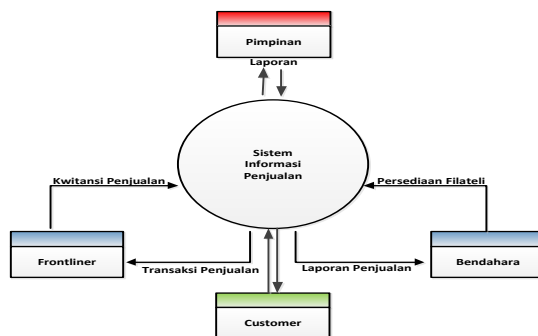 Pimpinan
Laporan
Sistem
Informasi
Penjualan
Kwitansi Penjualan
Persediaan Filateli
Frontliner
Transaksi Penjualan
Laporan Penjualan
Bendahara
Customer